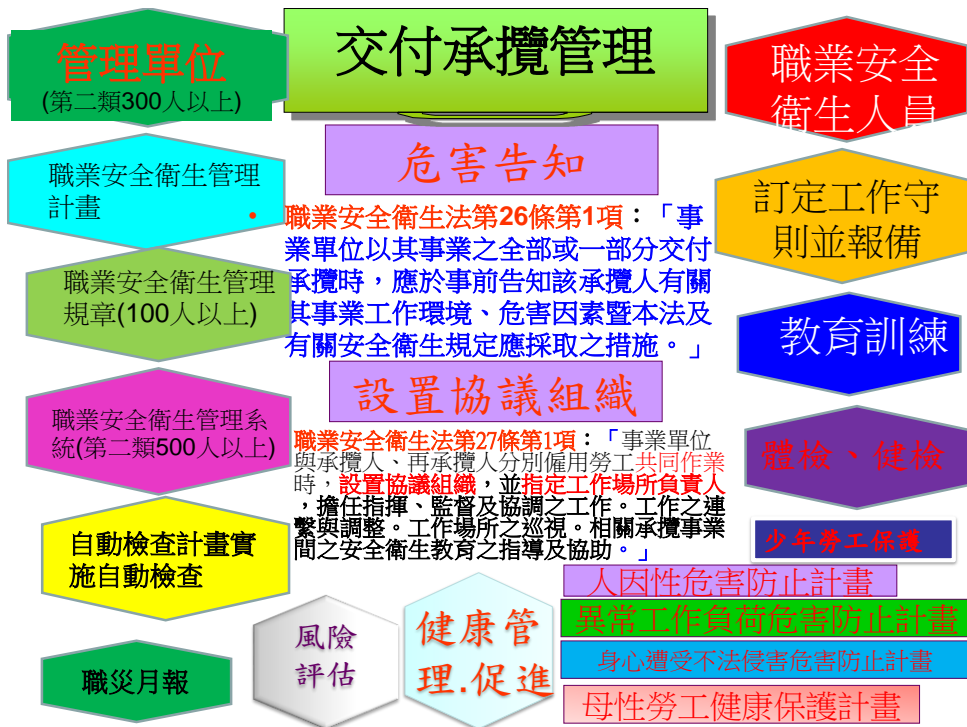 管理單位
(第二類300人以上)
職業安全衛生管理
計畫
職業安全衛生管理
規章(100人以上)
職業安全衛生管理系
統(第二類500人以上)
自動檢查計畫實
施自動檢查
職災月報
交付承攬管理
危害告知
• 職業安全衛生法第26條第1項：「事
業單位以其事業之全部或一部分交付
承攬時，應於事前告知該承攬人有關
其事業工作環境、危害因素暨本法及
有關安全衛生規定應採取之措施。」
設置協議組織
職業安全衛生法第27條第1項：「事業單位
與承攬人、再承攬人分別僱用勞工共同作業
時，設置協議組織，並指定工作場所負責人
，擔任指揮、監督及協調之工作。工作之連
繫與調整。工作場所之巡視。相關承攬事業
間之安全衛生教育之指導及協助。」
風險
評估
健康管
理.促進
職業安全
衛生人員
訂定工作守
則並報備
教育訓練
體檢、健檢
少年勞工保護
人因性危害防止計畫
異常工作負荷危害防止計畫
身心遭受不法侵害危害防止計畫
母性勞工健康保護計畫